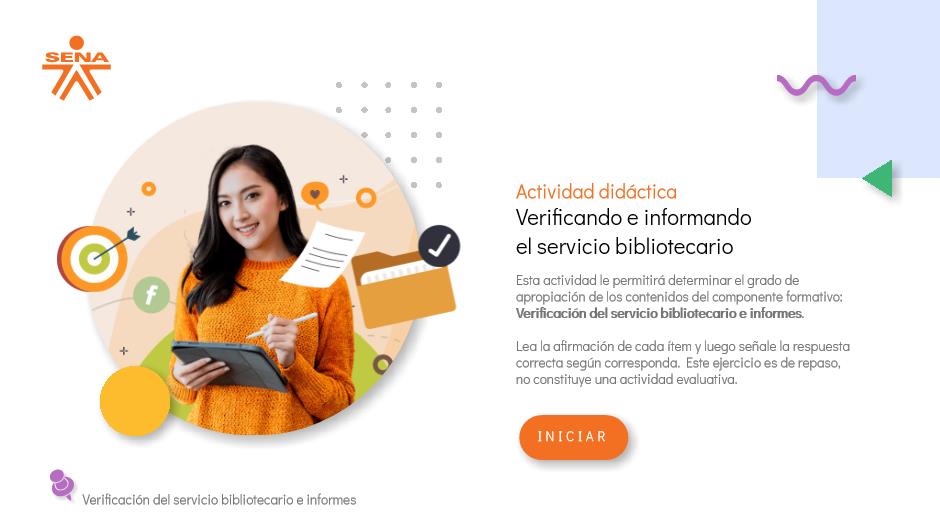 SENA
Actividad didáctica
Verificando e informando
el servicio bibliotecario
Esta actividad le permitirá determinar el grado de
apropiación de los contenidos del componente formativo:
Verificación del servicio bibliotecario e informes.
Lea la afirmación de cada ítem y luego señale la respuesta
correcta según corresponda. Este ejercicio es de repaso,
no constituye una actividad evaluativa.
INICIAR
Verificación del servicio bibliotecario e informes